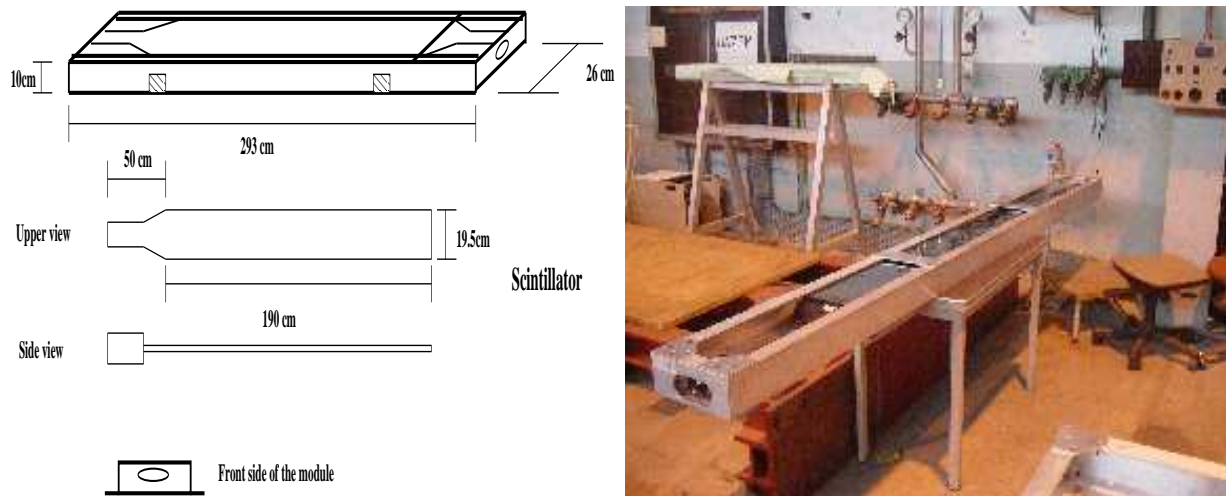 10cm
26 cm
293 cm
50 cm
Upper view
19.5cm
Scintillator
190 cm
Side view
Front side of the module